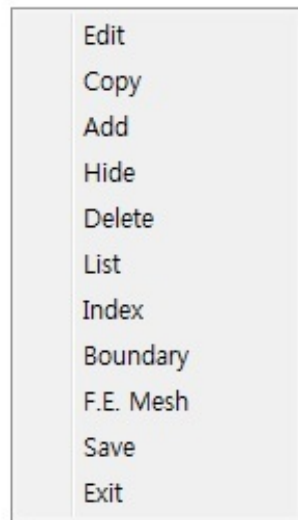 Edit
Copy
Add
Hide
Delete
List
Index
Boundary
F.E. Mesh
Save
Exit